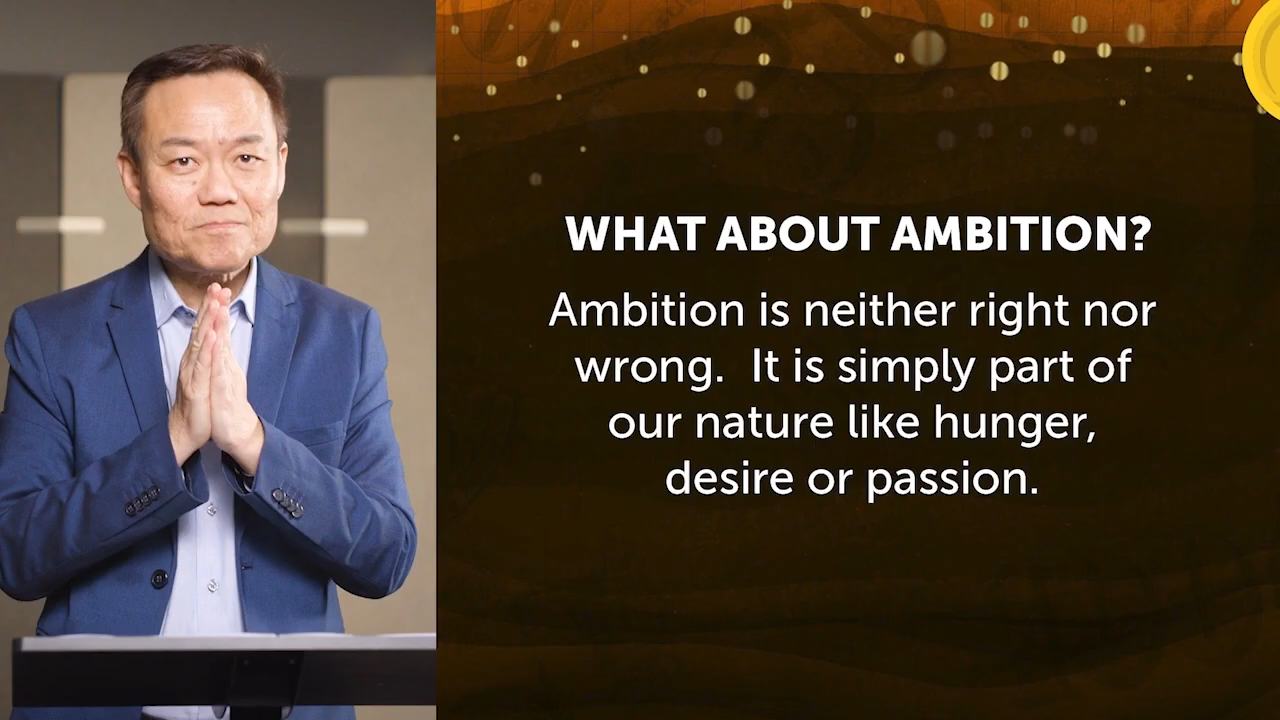 WHAT ABOUT AMBITION?
Ambition is neither right nor
wrong.  It is simply part of
our nature like hunger,
desire or passion.